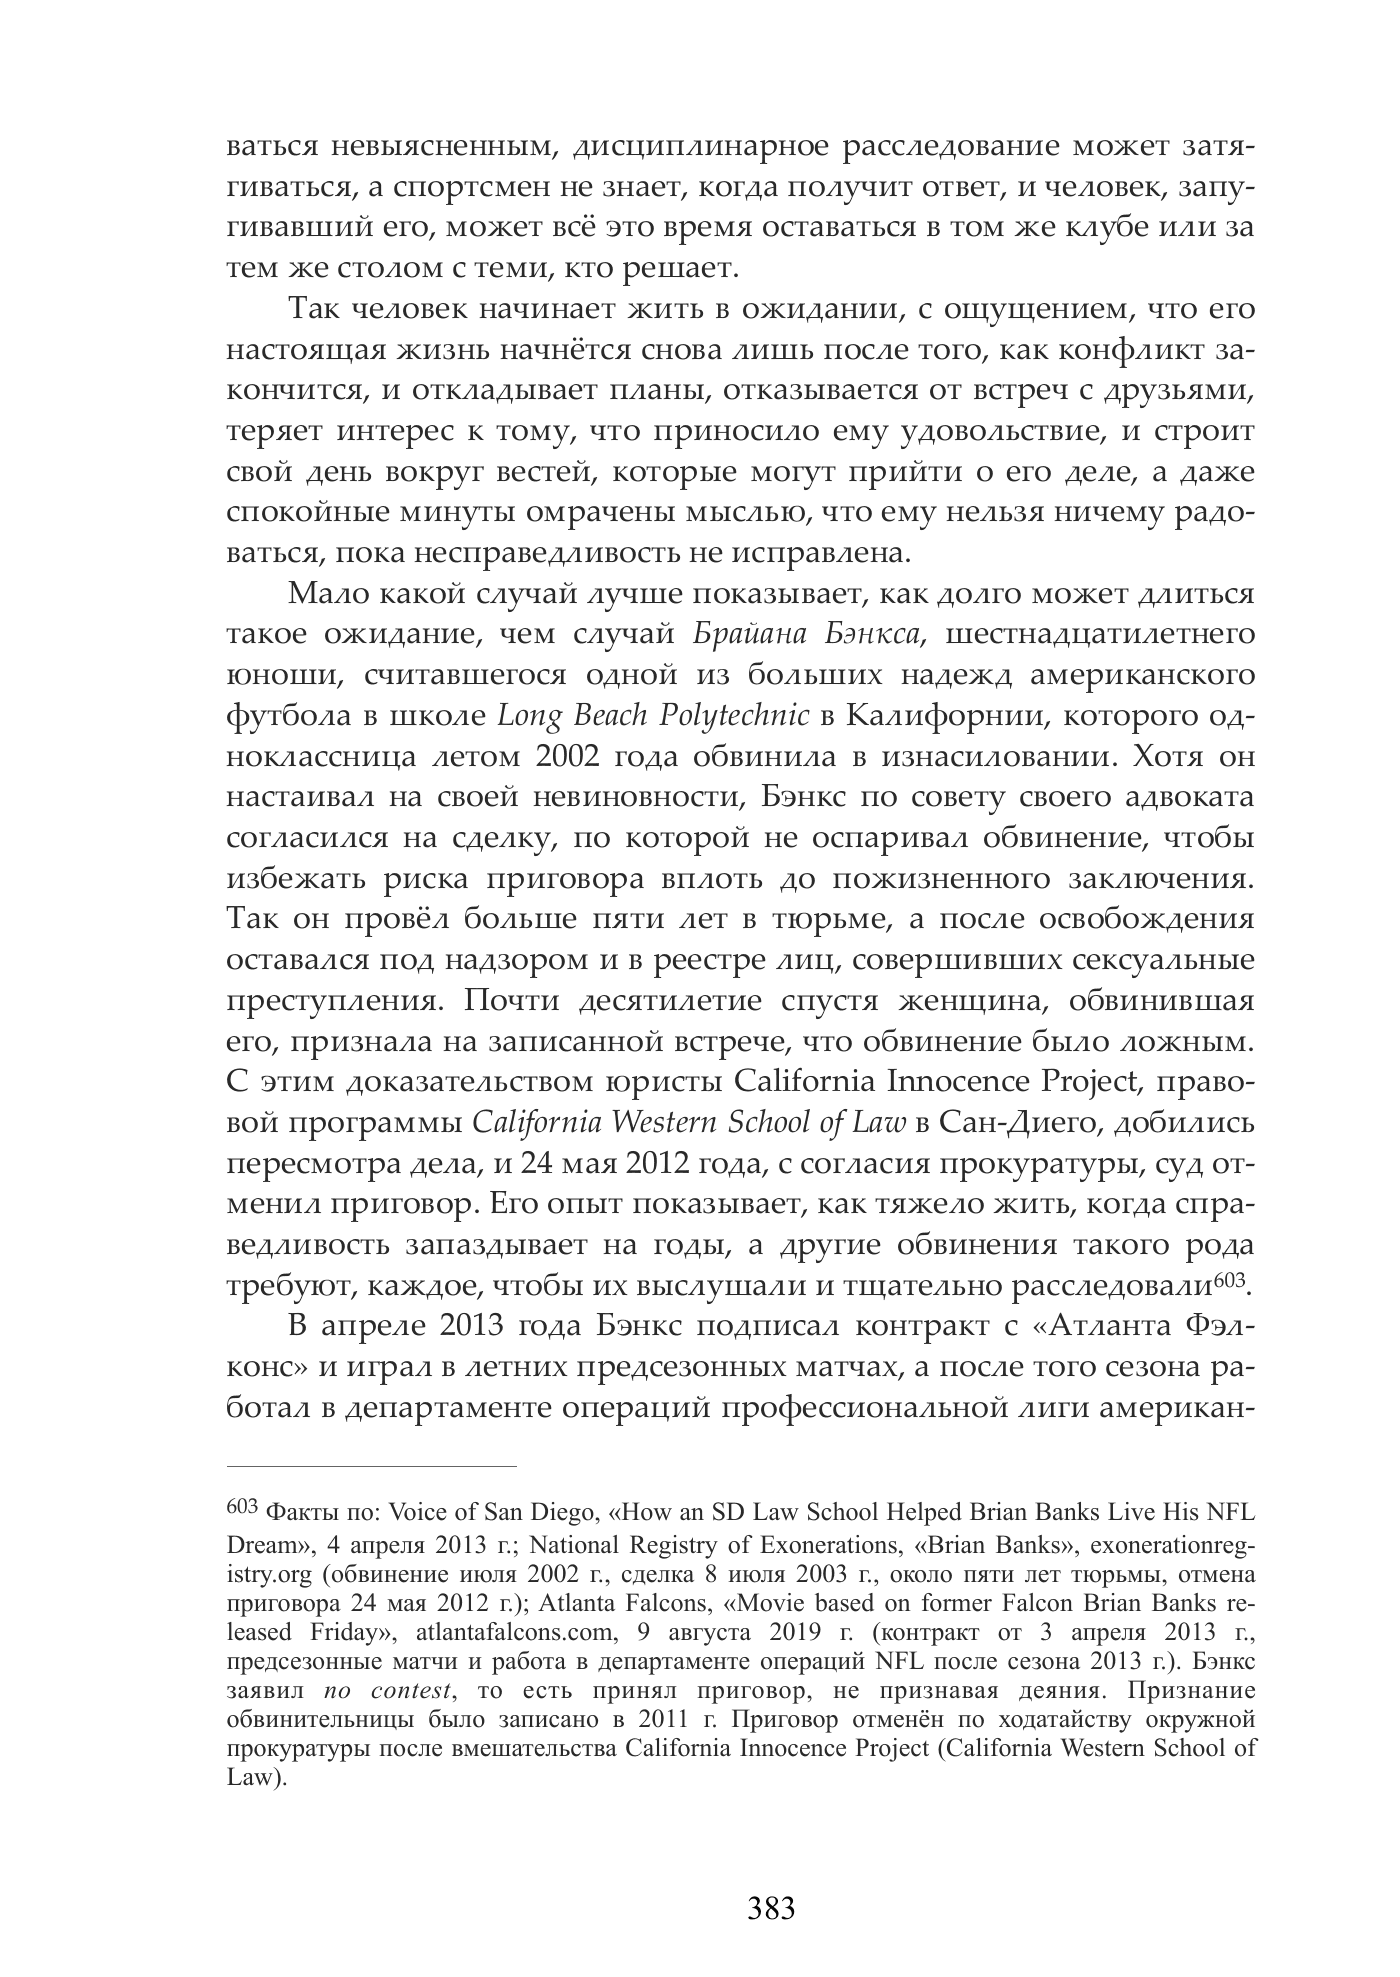 ваться невыясненным, дисциплинарное расследование может затя-
гиваться, а спортсмен не знает, когда получит ответ, и человек, запу-
гивавший его, может всё это время оставаться в том же клубе или за
тем же столом с теми, кто решает.
Так человек начинает жить в ожидании, с ощущением, что его
настоящая жизнь начнётся снова лишь после того, как конфликт за-
кончится, и откладывает планы, отказывается от встреч с друзьями,
теряет интерес к тому, что приносило ему удовольствие, и строит
свой день вокруг вестей, которые могут прийти о его деле, а даже
спокойные минуты омрачены мыслью, что ему нельзя ничему радо-
ваться, пока несправедливость не исправлена.
Мало какой случай лучше показывает, как долго может длиться
такое ожидание, чем случай Брайана Бэнкса, шестнадцатилетнего
юноши, считавшегося одной из больших надежд американского
футбола в школе Long Beach Polytechnic в Калифорнии, которого од-
ноклассница летом 2002 года обвинила в изнасиловании. Хотя он
настаивал на своей невиновности, Бэнкс по совету своего адвоката
согласился на сделку, по которой не оспаривал обвинение, чтобы
избежать риска приговора вплоть до пожизненного заключения.
Так он провёл больше пяти лет в тюрьме, а после освобождения
оставался под надзором и в реестре лиц, совершивших сексуальные
преступления. Почти десятилетие спустя женщина, обвинившая
его, признала на записанной встрече, что обвинение было ложным.
С этим доказательством юристы California Innocence Project, право-
вой программы California Western School of Law в Сан-Диего, добились
пересмотра дела, и 24 мая 2012 года, с согласия прокуратуры, суд от-
менил приговор. Его опыт показывает, как тяжело жить, когда спра-
ведливость запаздывает на годы, а другие обвинения такого рода
требуют, каждое, чтобы их выслушали и тщательно расследовали603.
В апреле 2013 года Бэнкс подписал контракт с «Атланта Фэл-
конс» и играл в летних предсезонных матчах, а после того сезона ра-
ботал в департаменте операций профессиональной лиги американ-
603 Факты по: Voice of San Diego, «How an SD Law School Helped Brian Banks Live His NFL
Dream», 4 апреля 2013 г.; National Registry of Exonerations, «Brian Banks», exonerationreg-
istry.org (обвинение июля 2002 г., сделка 8 июля 2003 г., около пяти лет тюрьмы, отмена
приговора 24 мая 2012 г.); Atlanta Falcons, «Movie based on former Falcon Brian Banks re-
leased Friday», atlantafalcons.com, 9 августа 2019 г. (контракт от 3 апреля 2013 г.,
предсезонные матчи и работа в департаменте операций NFL после сезона 2013 г.). Бэнкс
заявил no contest, то есть принял приговор, не признавая деяния. Признание
обвинительницы было записано в 2011 г. Приговор отменён по ходатайству окружной
прокуратуры после вмешательства California Innocence Project (California Western School of
Law).
383